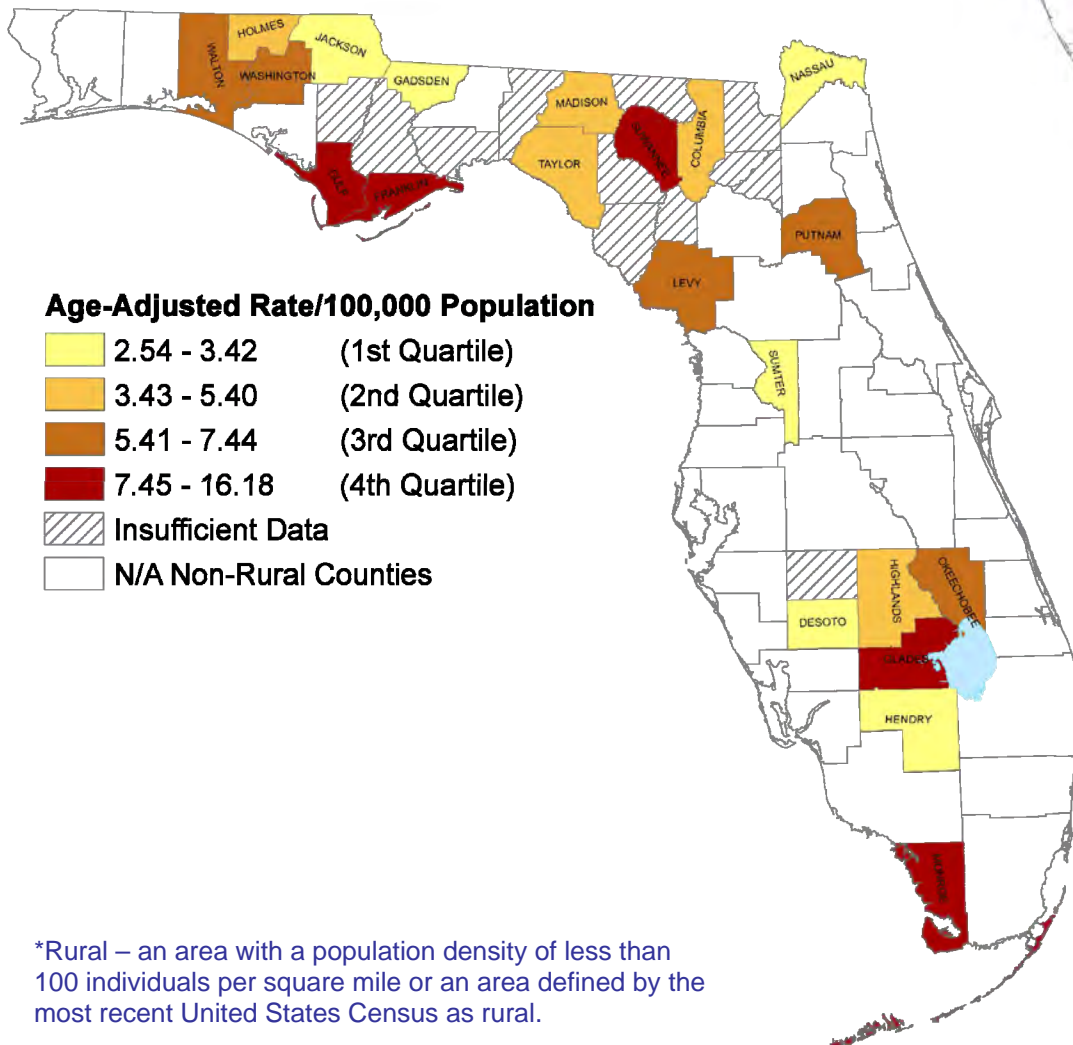 HOLMES
JACKSON
WALTON
WASHINGTON
GADSDEN
NASSAU
MADISON
SUWANNEE
COLUMBIA
TAYLOR
GULF
FRANKLIN
PUTNAM
LEVY
Age-Adjusted Rate/100,000 Population
2.54 - 3.42 (1st Quartile)
3.43 - 5.40 (2nd Quartile)
5.41 - 7.44 (3rd Quartile)
7.45 - 16.18 (4th Quartile)
Insufficient Data
N/A Non-Rural Counties
SUMTER
HIGHLANDS
OKEECHOBEE
DESOTO
GLADES
HENDRY
MONROE
*Rural – an area with a population density of less than
100 individuals per square mile or an area defined by the
most recent United States Census as rural.